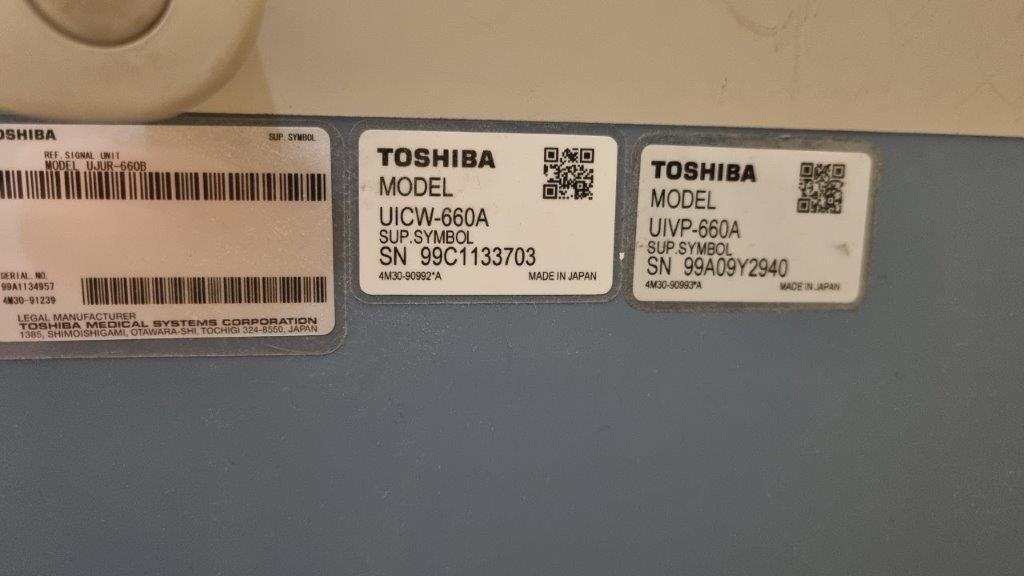 OSHIBA
SUP. SYMBOL
REF. SIGNAL UNIT
MODEL UJUR-660B
SERIAL. NO.
99A1134957
4M30-91239
LEGAL MANUFACTURER
TOSHIBA MEDICAL SYSTEMS CORPORATION
1385, SHIMOISHIGAMI, OTAWARA-SHI, TOCHIGI 324-8550, JAPAN
TOSHIBA
MODEL
UICW-660A
SUP.SYMBOL
SN 99C1133703
4M30-90992*A MADE IN JAPAN
TOSHIBA
MODEL
UIVP-660A
SUP.SYMBOL
SN 99A09Y2940
4M30-90993*A MADE IN JAPAN